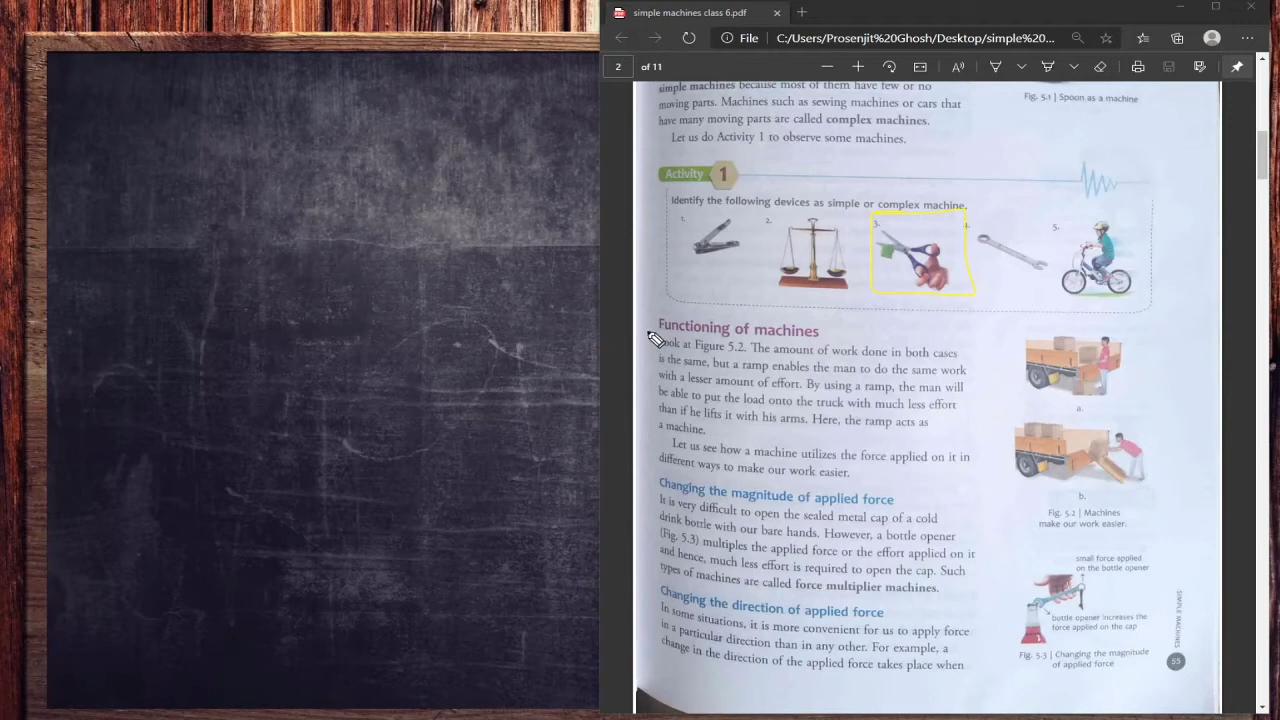 simple machines class 6.pdf
File
C:/Users/Prosenjit%20Ghosh/Desktop/simple%20...
2 of 11
simple machines because most of them have few or no
moving parts. Machines such as sewing machines or cars that
have many moving parts are called complex machines.
Let us do Activity 1 to observe some machines.
Fig. 5.1 | Spoon as a machine
Activity 1
Identify the following devices as simple or complex machine.
1.
2.
3.
4.
5.
Functioning of machines
ook at Figure 5.2. The amount of work done in both cases
is the same, but a ramp enables the man to do the same work
with a lesser amount of effort. By using a ramp, the man will
be able to put the load onto the truck with much less effort
than if he lifts it with his arms. Here, the ramp acts as
a machine.
Let us see how a machine utilizes the force applied on it in
different ways to make our work easier.
a.
b.
Fig. 5.2 | Machines
make our work easier.
Changing the magnitude of applied force
It is very difficult to open the sealed metal cap of a cold
drink bottle with our bare hands. However, a bottle opener
(Fig. 5.3) multiples the applied force or the effort applied on it
and hence, much less effort is required to open the cap. Such
types of machines are called force multiplier machines.
small force applied
on the bottle opener
bottle opener increases the
force applied on the cap
Fig. 5.3 | Changing the magnitude
of applied force
Changing the direction of applied force
In some situations, it is more convenient for us to apply force
in a particular direction than in any other. For example, a
change in the direction of the applied force takes place when
SIMPLE MACHINES
55